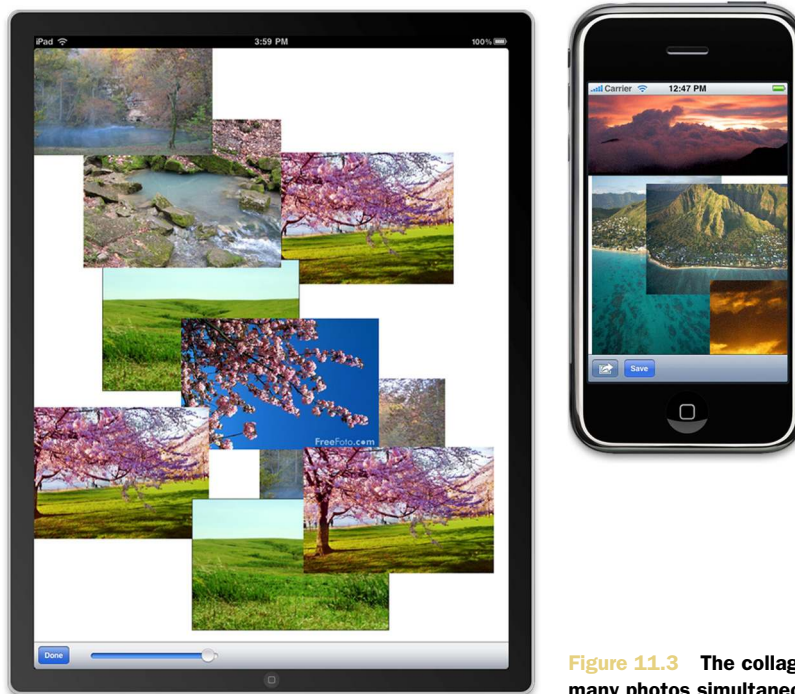 iPad 3:59 PM 100%
Carrier 12:47 PM
FreeFoto.com
Save
Done
Figure 11.3 The collag
many photos simultane